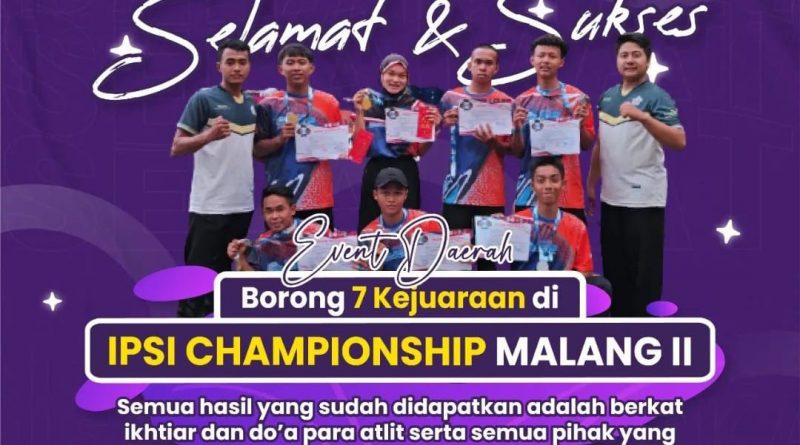 Selamat & Sukses
Event Daerah
Borong 7 Kejuaraan di
IPSI CHAMPIONSHIP MALANG II
Semua hasil yang sudah didapatkan adalah berkat
ikhtiar dan do'a para atlit serta semua pihak yang